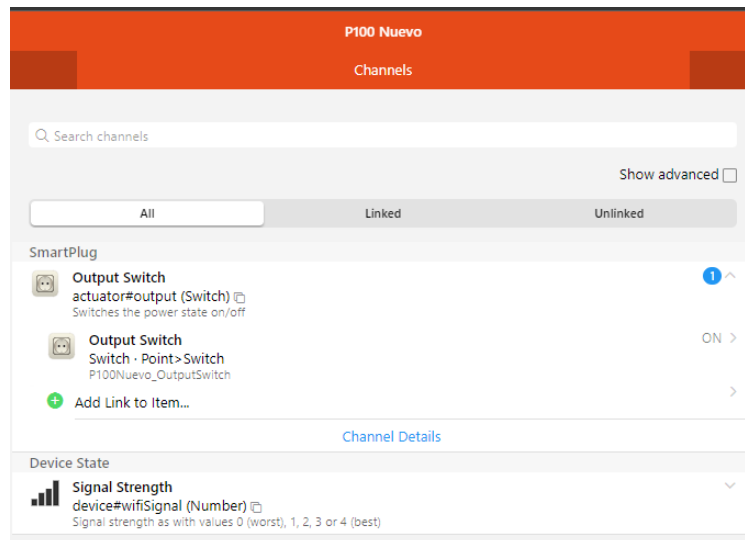 P100 Nuevo
Channels
Search channels
Show advanced
All Linked Unlinked
SmartPlug
Output Switch
1
actuator#output (Switch)
Switches the power state on/off
Output Switch
ON
Switch · Point>Switch
P100Nuevo_OutputSwitch
Add Link to Item...
Channel Details
Device State
Signal Strength
device#wifiSignal (Number)
Signal strength as with values 0 (worst), 1, 2, 3 or 4 (best)